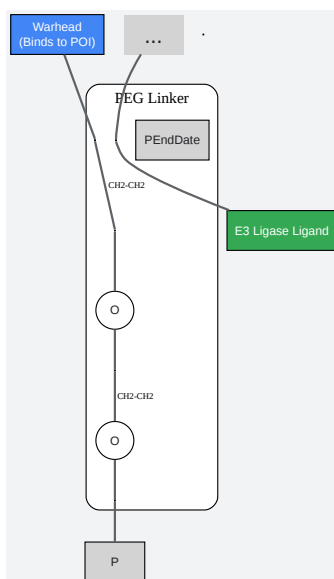 Warhead
(Binds to POI)
...
.
PEG Linker
PEndDate
CH2-CH2
E3 Ligase Ligand
O
CH2-CH2
O
P